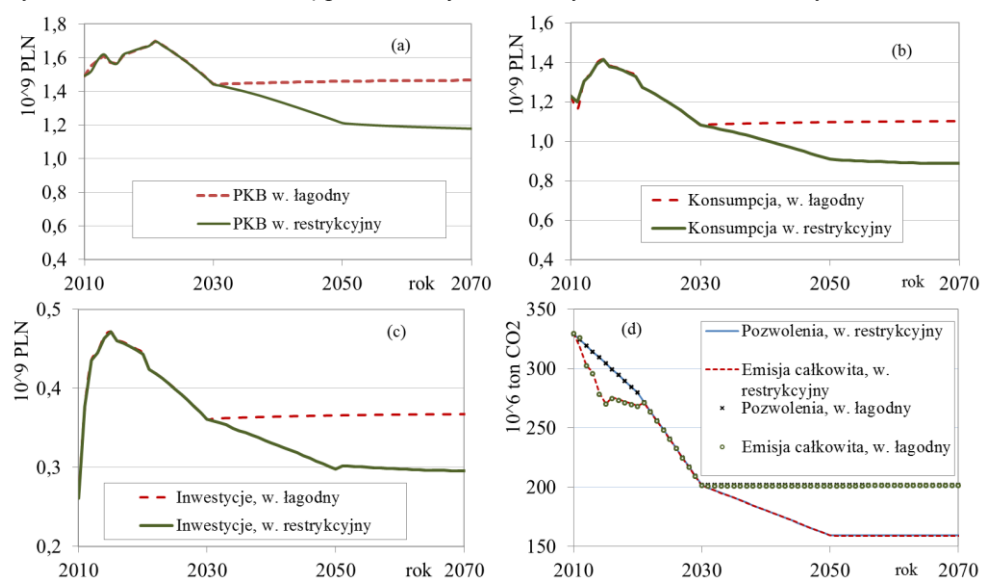 1,8
1,6
1,4
1,2
1,0
0,8
0,6
0,4
10^9 PLN
(a)
PKB w. łagodny
PKB w. restrykcyjny
2010 2030 2050 rok 2070
1,6
1,4
1,2
1,0
0,8
0,6
0,4
10^9 PLN
(b)
Konsumpcja, w. łagodny
Konsumpcja w. restrykcyjny
2010 2030 2050 rok 2070
0,5
0,4
0,3
0,2
10^9 PLN
(c)
Inwestycje, w. łagodny
Inwestycje, w. restrykcyjny
2010 2030 2050 rok 2070
350
300
250
200
150
10^6 ton CO2
(d)
Pozwolenia, w. restrykcyjny
Emisja całkowita, w.
restrykcyjny
Pozwolenia, w. łagodny
Emisja całkowita, w. łagodny
2010 2030 2050 rok 2070